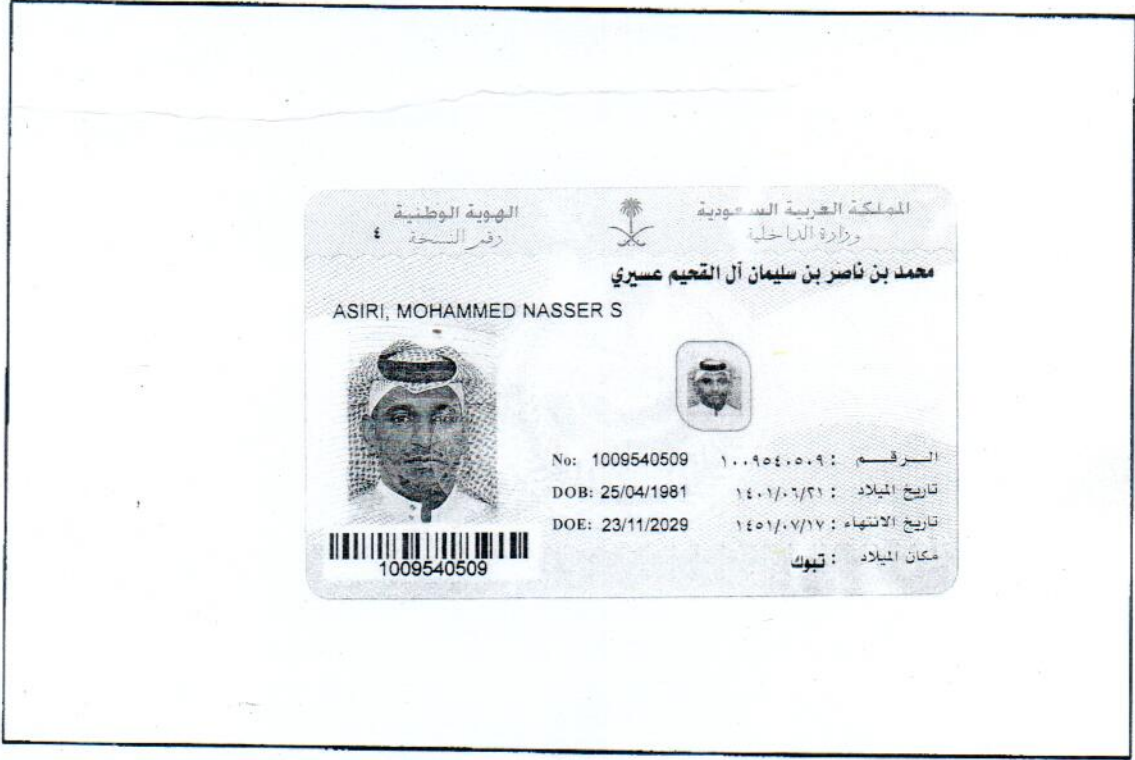 المملكة العربية السعودية
وزارة الداخلية
الهوية الوطنية
رقم النسخة ٤
محمد بن ناصر بن سليمان آل القحيم عسيري
ASIRI, MOHAMMED NASSER S
الرقم : ١٠٠٩٥٤٠٥٠٩ No: 1009540509
تاريخ الميلاد : ١٤٠١/٠٦/٢١ DOB: 25/04/1981
تاريخ الانتهاء : ١٤٥١/٠٧/١٧ DOE: 23/11/2029
مكان الميلاد : تبوك
1009540509